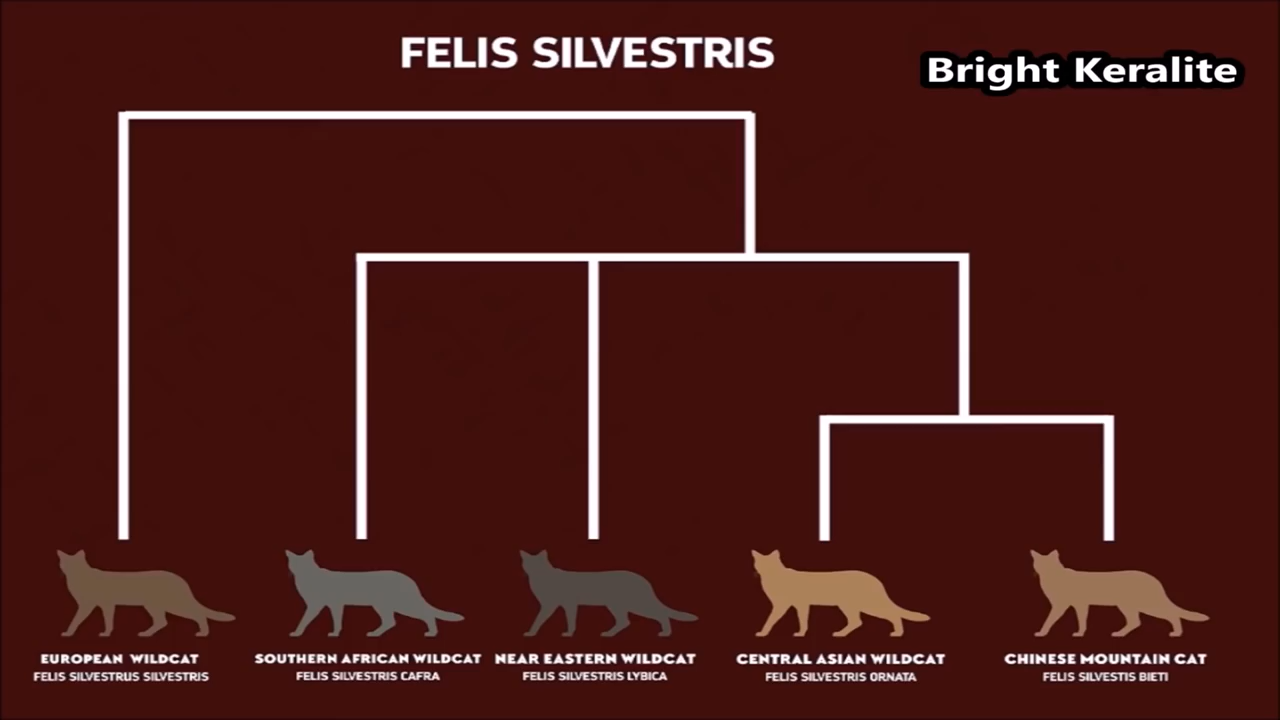 FELIS SILVESTRIS
Bright Keralite
EUROPEAN WILDCAT
FELIS SILVESTRUS SILVESTRIS
SOUTHERN AFRICAN WILDCAT
FELIS SILVESTRIS CAFRA
NEAR EASTERN WILDCAT
FELIS SILVESTRIS LYBICA
CENTRAL ASIAN WILDCAT
FELIS SILVESTRIS ORNATA
CHINESE MOUNTAIN CAT
FELIS SILVESTIS BIETI